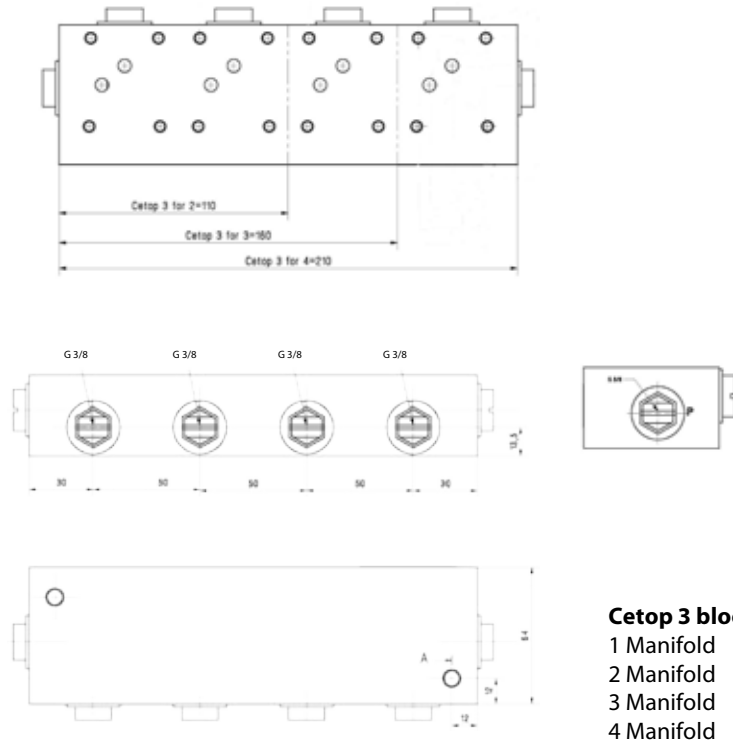 Cetop 3 for 2=110
Cetop 3 for 3=160
Cetop 3 for 4=210
G 3/8 G 3/8 G 3/8 G 3/8
P
13,5
30 50 50 50 30
64
A
12
12
Cetop 3 blo
1 Manifold
2 Manifold
3 Manifold
4 Manifold